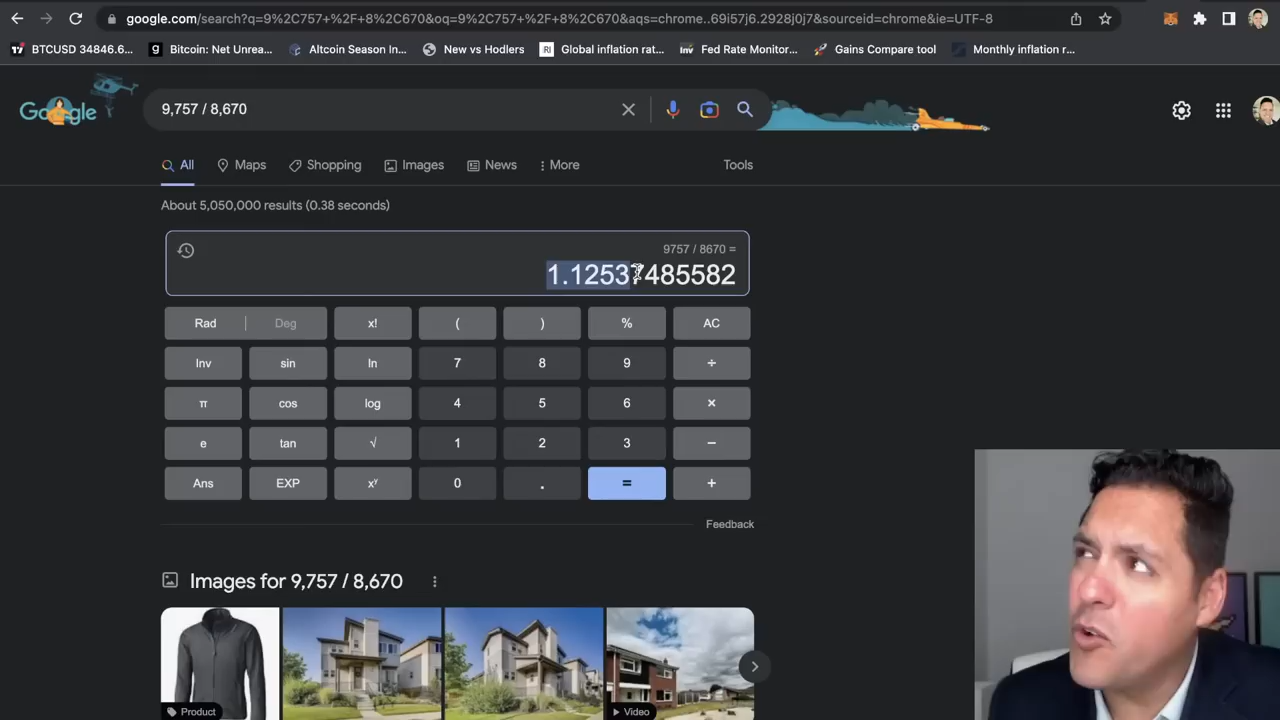 google.com/search?q=9%2C757+%2F+8%2C670&oq=9%2C757+%2F+8%2C670&aqs=chrome..69i57j6.2928j0j7&sourceid=chrome&ie=UTF-8
BTCUSD 34846.6... Bitcoin: Net Unrea... Altcoin Season In... New vs Hodlers RI Global inflation rat... Inv Fed Rate Monitor... Gains Compare tool Monthly inflation r...
Google 9,757 / 8,670
All Maps Shopping Images News More Tools
About 5,050,000 results (0.38 seconds)
9757 / 8670 =
1.12537485582
Rad Deg x! ( ) % AC
Inv sin ln 7 8 9 ÷
π cos log 4 5 6 ×
e tan √ 1 2 3 −
Ans EXP xʸ 0 . = +
Feedback
Images for 9,757 / 8,670
Product Video